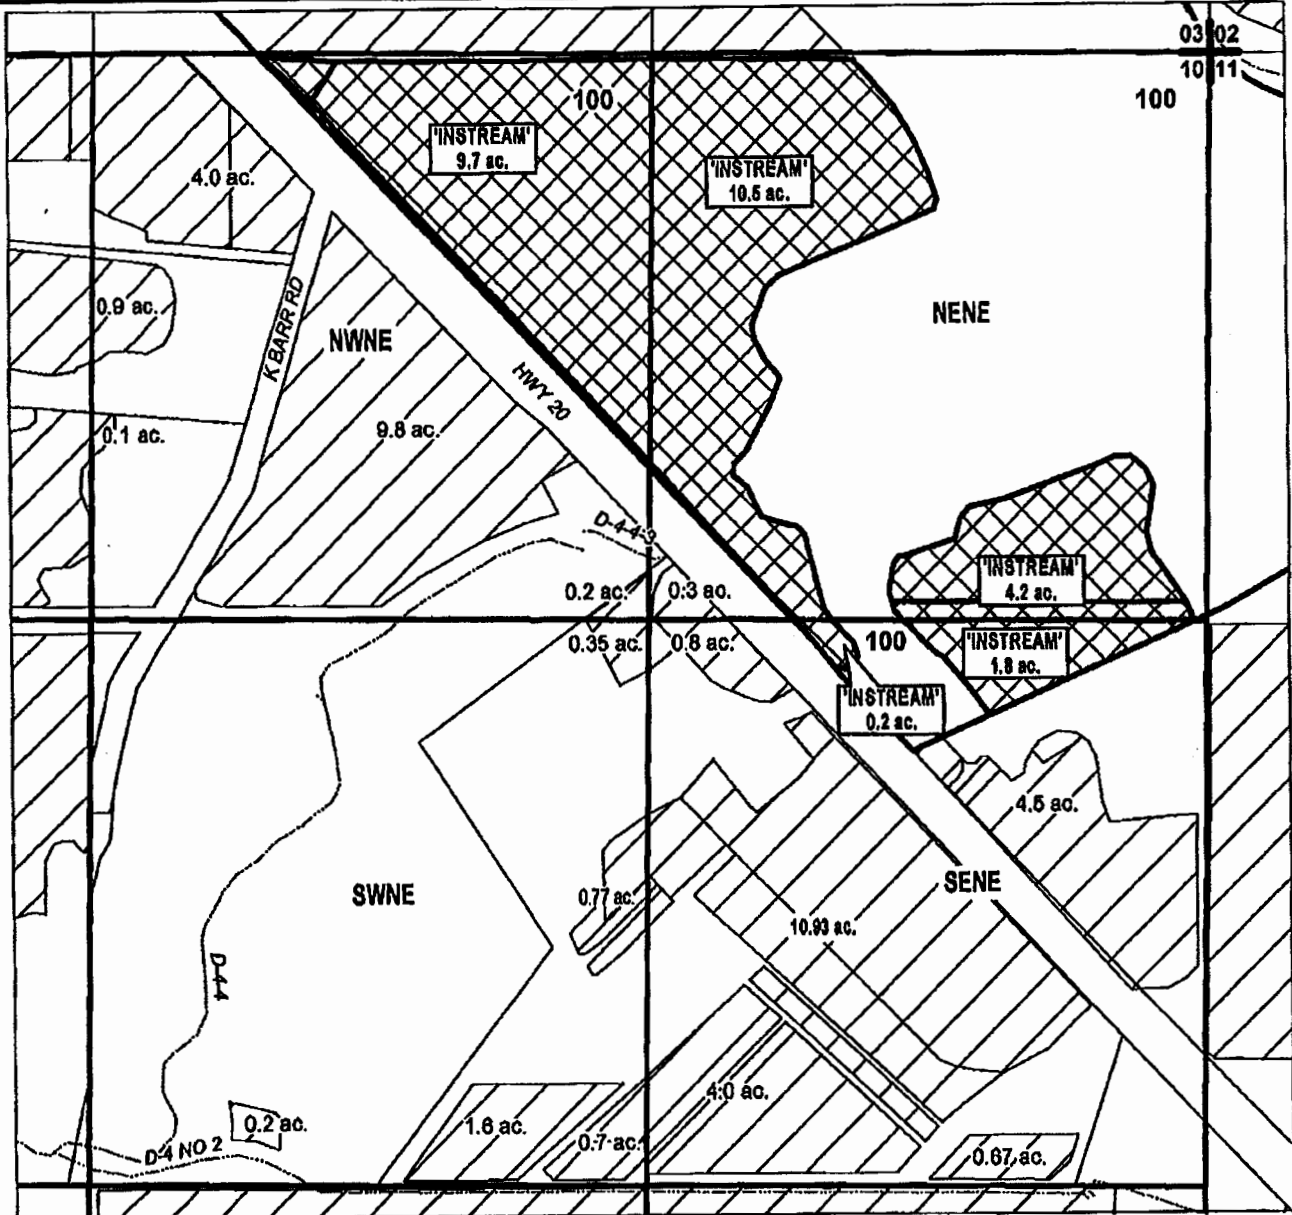 03 02
10 11
100
100
'INSTREAM'
9.7 ac.
'INSTREAM'
10.5 ac.
4.0 ac.
0.9 ac.
K BARR RD
NWNE
NENE
HWY 20
0.1 ac.
9.8 ac.
D-4-4-3
0.2 ac.
0.3 ac.
'INSTREAM'
4.2 ac.
0.35 ac.
0.8 ac.
100
'INSTREAM'
1.8 ac.
'INSTREAM'
0.2 ac.
4.5 ac.
SWNE
0.77 ac.
SENE
10.93 ac.
D-4-4
4.0 ac.
0.2 ac.
1.6 ac.
0.7 ac.
D-4 NO 2
0.67 ac.